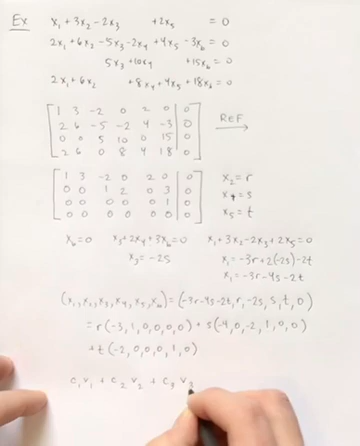 Ex x₁ + 3x₂ - 2x₃ + 2x₅ = 0
2x₁ + 6x₂ - 5x₃ - 2x₄ + 4x₅ - 3x₆ = 0
5x₃ + 10x₄ + 15x₆ = 0
2x₁ + 6x₂ + 8x₄ + 4x₅ + 18x₆ = 0
1 3 -2 0 2 0 | 0
2 6 -5 -2 4 -3 | 0 REF
0 0 5 10 0 15 | 0
2 6 0 8 4 18 | 0
1 3 -2 0 2 0 | 0 x₂ = r
0 0 1 2 0 3 | 0 x₄ = s
0 0 0 0 0 1 | 0 x₅ = t
0 0 0 0 0 0 | 0
x₆ = 0 x₃ + 2x₄ + 3x₆ = 0 x₁ + 3x₂ - 2x₃ + 2x₅ = 0
x₃ = -2s x₁ = -3r + 2(-2s) - 2t
x₁ = -3r - 4s - 2t
(x₁, x₂, x₃, x₄, x₅, x₆) = (-3r - 4s - 2t, r, -2s, s, t, 0)
= r(-3, 1, 0, 0, 0, 0) + s(-4, 0, -2, 1, 0, 0)
+ t(-2, 0, 0, 0, 1, 0)
c₁v₁ + c₂v₂ + c₃v₃